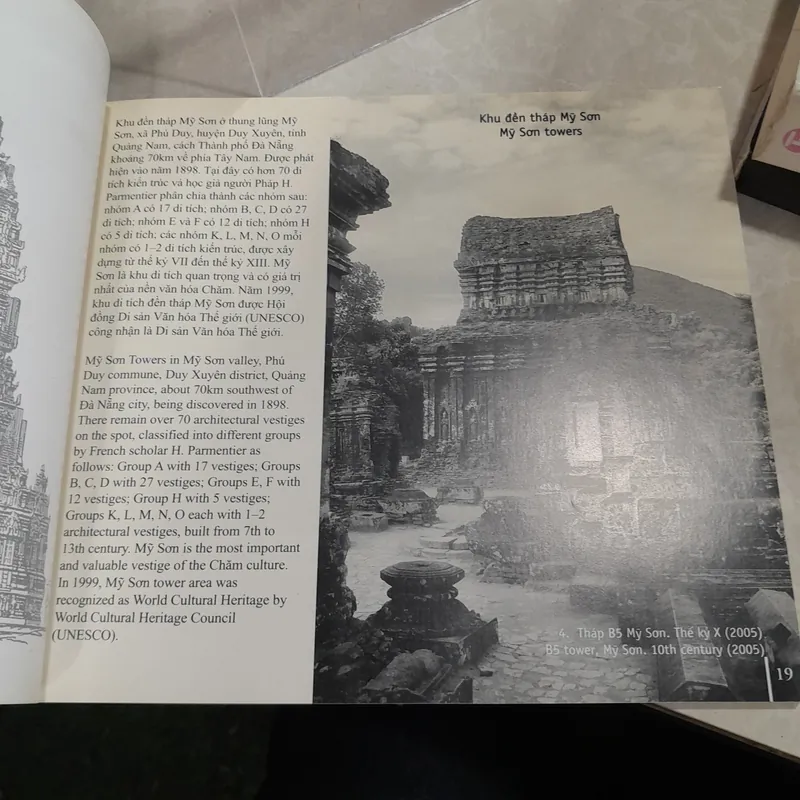 Khu đền tháp Mỹ Sơn ở thung lũng Mỹ
Sơn, xã Phú Duy, huyện Duy Xuyên, tỉnh
Quảng Nam, cách Thành phố Đà Nẵng
khoảng 70km về phía Tây Nam. Được phát
hiện vào năm 1898. Tại đây có hơn 70 di
tích kiến trúc và học giả người Pháp H.
Parmentier phân chia thành các nhóm sau:
nhóm A có 17 di tích; nhóm B, C, D có 27
di tích; nhóm E và F có 12 di tích; nhóm H
có 5 di tích; các nhóm K, L, M, N, O mỗi
nhóm có 1–2 di tích kiến trúc, được xây
dựng từ thế kỷ VII đến thế kỷ XIII. Mỹ
Sơn là khu di tích quan trọng và có giá trị
nhất của nền văn hóa Chăm. Năm 1999,
khu di tích đền tháp Mỹ Sơn được Hội
đồng Di sản Văn hóa Thế giới (UNESCO)
công nhận là Di sản Văn hóa Thế giới.
Mỹ Sơn Towers in Mỹ Sơn valley, Phú
Duy commune, Duy Xuyên district, Quảng
Nam province, about 70km southwest of
Đà Nẵng city, being discovered in 1898.
There remain over 70 architectural vestiges
on the spot, classified into different groups
by French scholar H. Parmentier as
follows: Group A with 17 vestiges; Groups
B, C, D with 27 vestiges; Groups E, F with
12 vestiges; Group H with 5 vestiges;
Groups K, L, M, N, O each with 1–2
architectural vestiges, built from 7th to
13th century. Mỹ Sơn is the most important
and valuable vestige of the Chăm culture.
In 1999, Mỹ Sơn tower area was
recognized as World Cultural Heritage by
World Cultural Heritage Council
(UNESCO).
Khu đền tháp Mỹ Sơn
Mỹ Sơn towers
4. Tháp B5 Mỹ Sơn. Thế kỷ X (2005).
B5 tower, Mỹ Sơn. 10th century (2005)
19